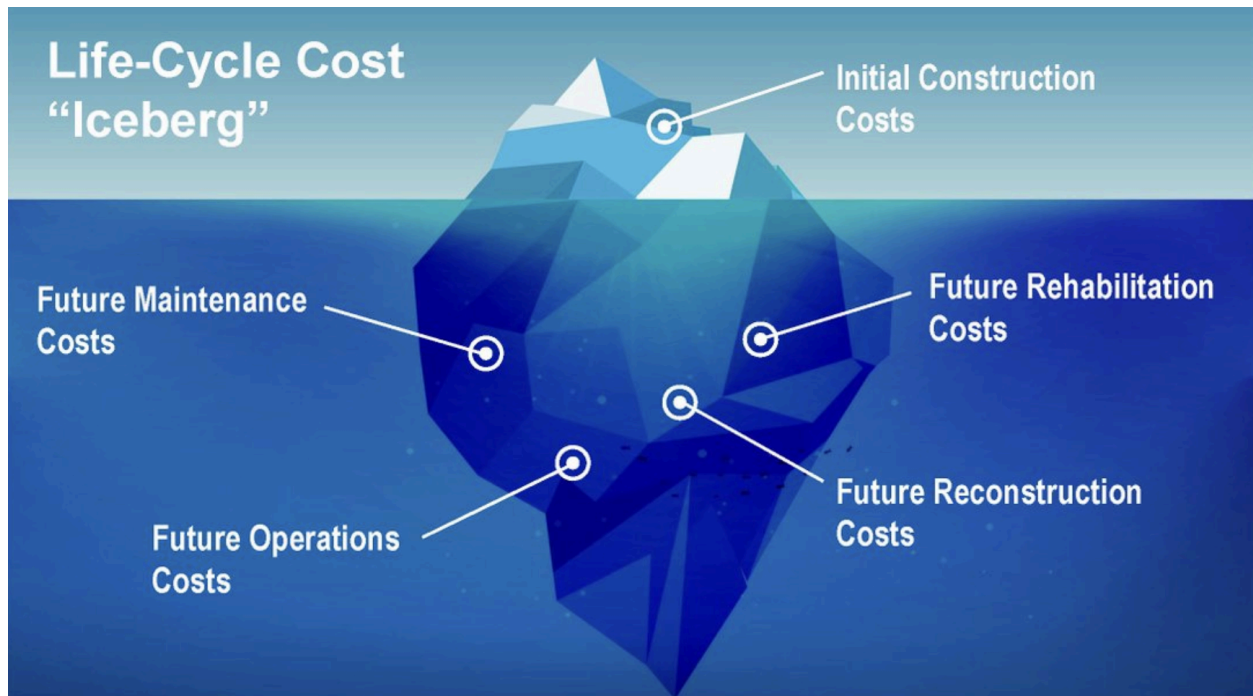 Life-Cycle Cost
“Iceberg”
Initial Construction
Costs
Future Maintenance
Costs
Future Rehabilitation
Costs
Future Operations
Costs
Future Reconstruction
Costs